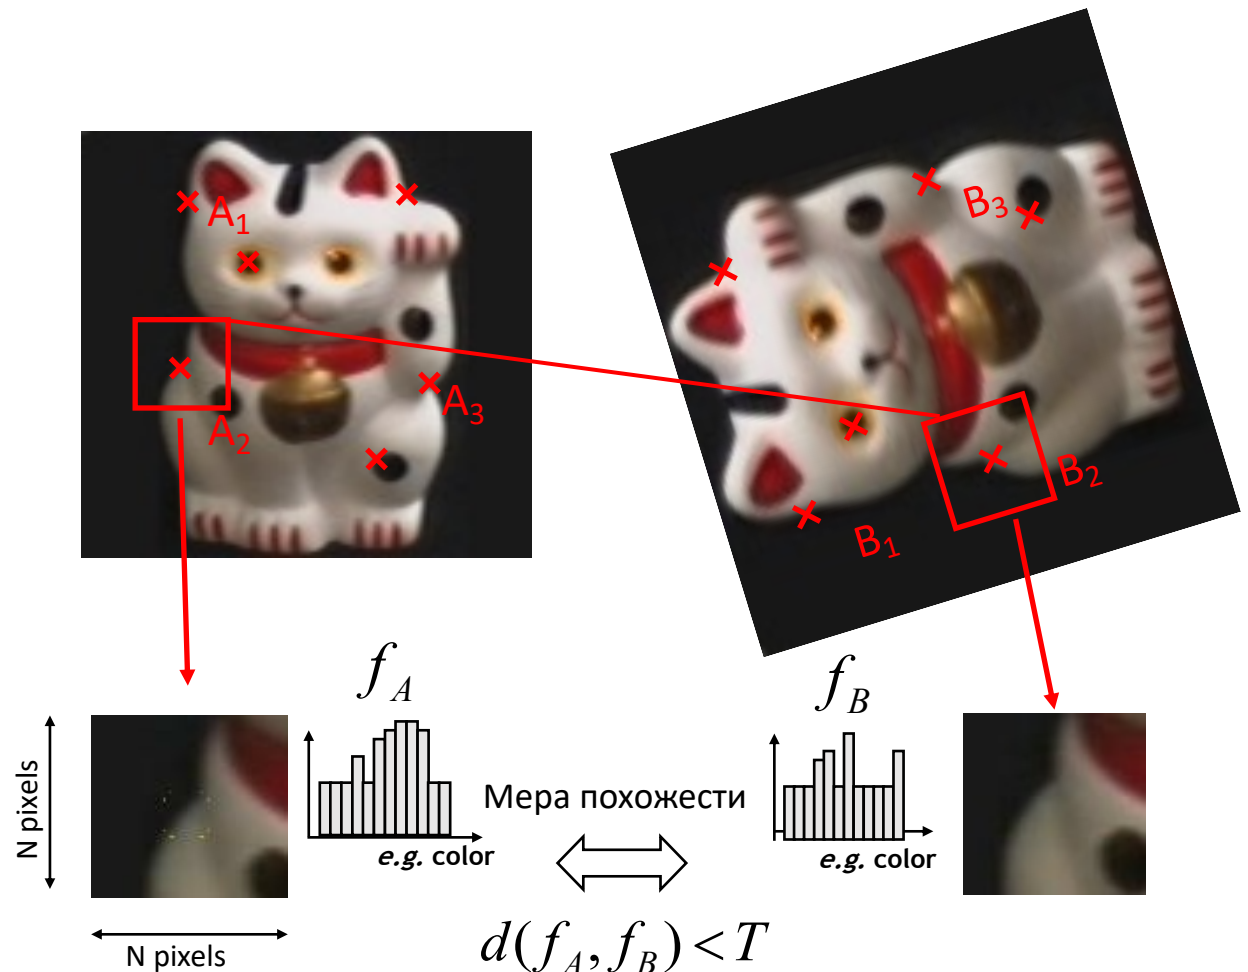 A₁
A₂
A₃
B₃
B₂
B₁
f_A
f_B
N pixels
e.g. color
Мера похожести
e.g. color
N pixels
d(f_A, f_B) < T